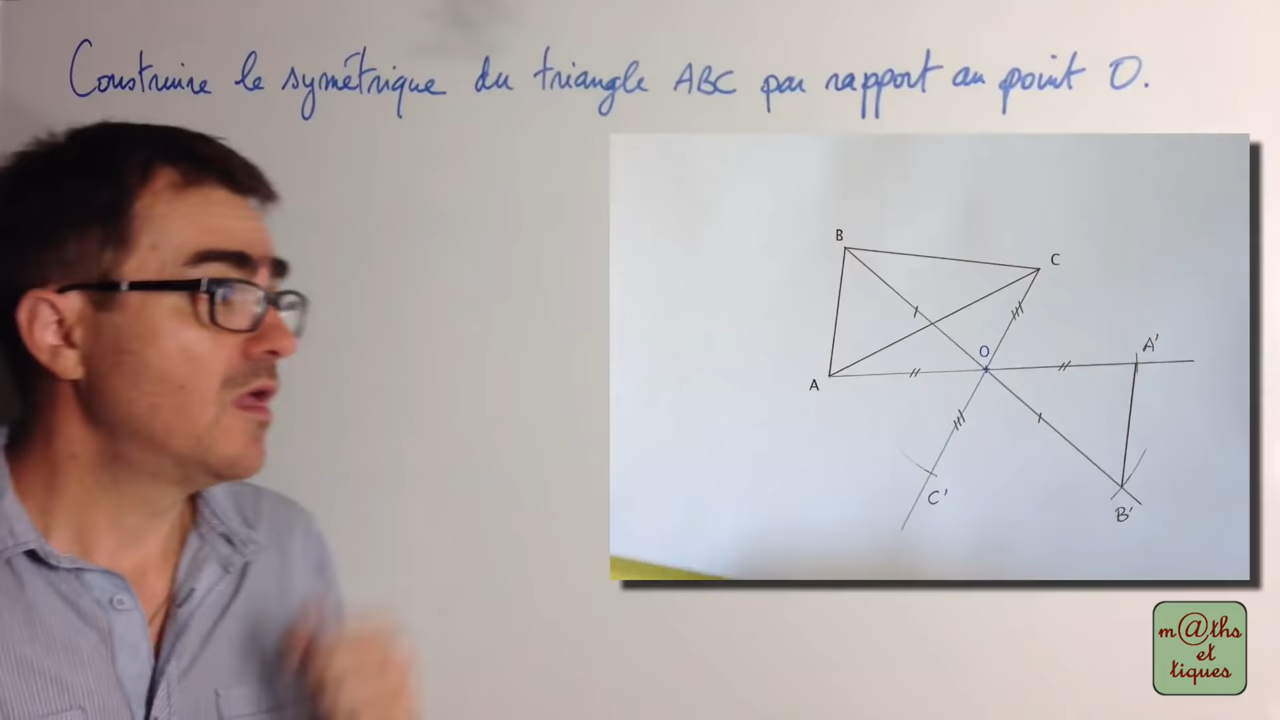 Construire le symétrique du triangle ABC par rapport au point O.
B
C
O
A'
A
C'
B'
m@ths
et
tiques